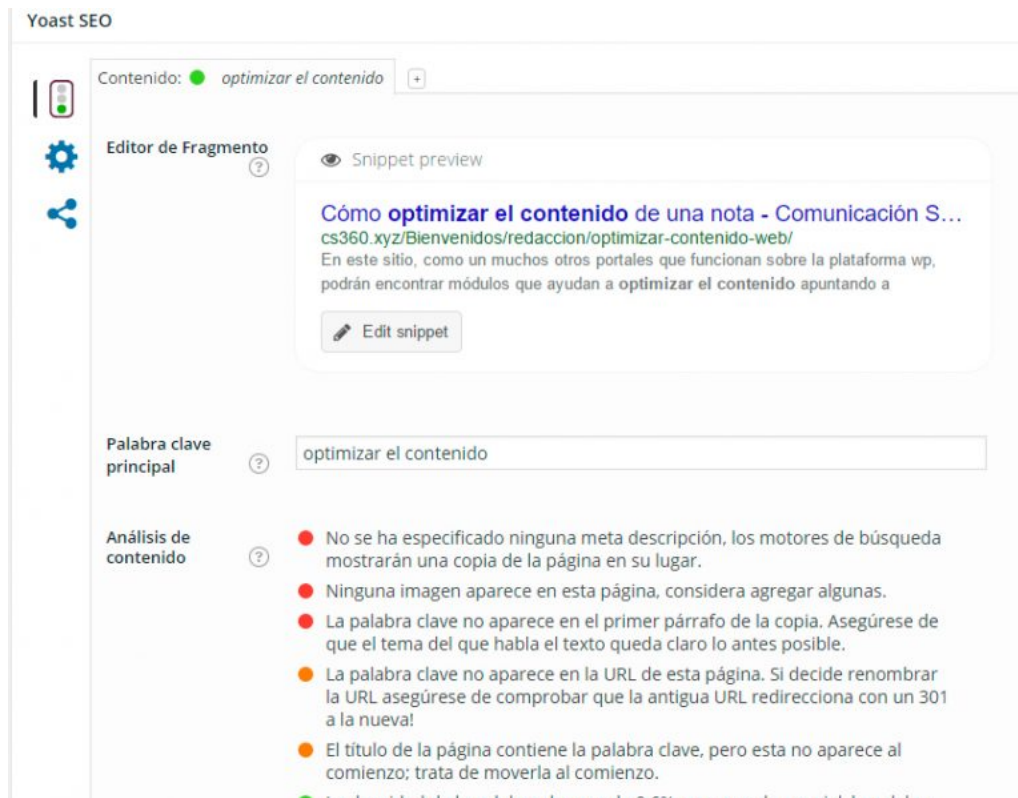 Yoast SEO
Contenido: optimizar el contenido +
Editor de Fragmento
?
Snippet preview
Cómo optimizar el contenido de una nota - Comunicación S...
cs360.xyz/Bienvenidos/redaccion/optimizar-contenido-web/
En este sitio, como un muchos otros portales que funcionan sobre la plataforma wp,
podrán encontrar módulos que ayudan a optimizar el contenido apuntando a
Edit snippet
Palabra clave
principal
?
optimizar el contenido
Análisis de
contenido
?
No se ha especificado ninguna meta descripción, los motores de búsqueda
mostrarán una copia de la página en su lugar.
Ninguna imagen aparece en esta página, considera agregar algunas.
La palabra clave no aparece en el primer párrafo de la copia. Asegúrese de
que el tema del que habla el texto queda claro lo antes posible.
La palabra clave no aparece en la URL de esta página. Si decide renombrar
la URL asegúrese de comprobar que la antigua URL redirecciona con un 301
a la nueva!
El título de la página contiene la palabra clave, pero esta no aparece al
comienzo; trata de moverla al comienzo.